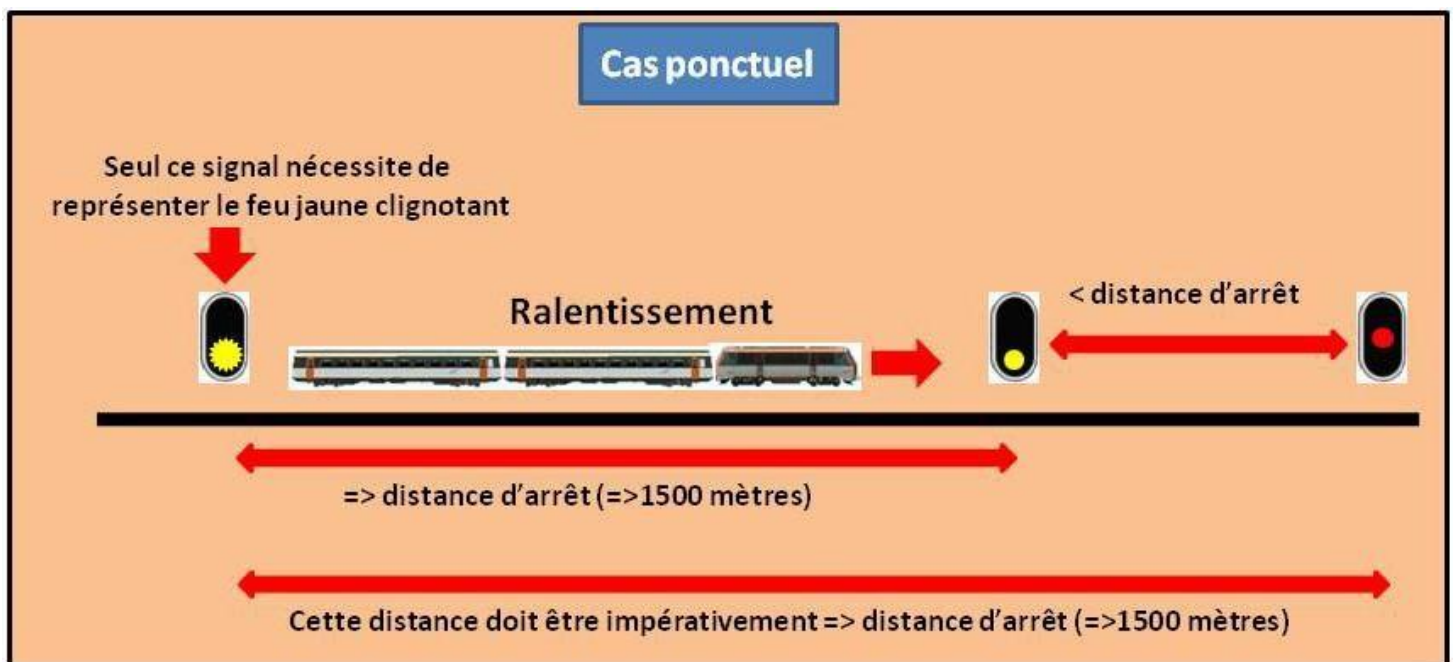 Cas ponctuel
Seul ce signal nécessite de
représenter le feu jaune clignotant
Ralentissement
< distance d'arrêt
=> distance d'arrêt (=>1500 mètres)
Cette distance doit être impérativement => distance d'arrêt (=>1500 mètres)